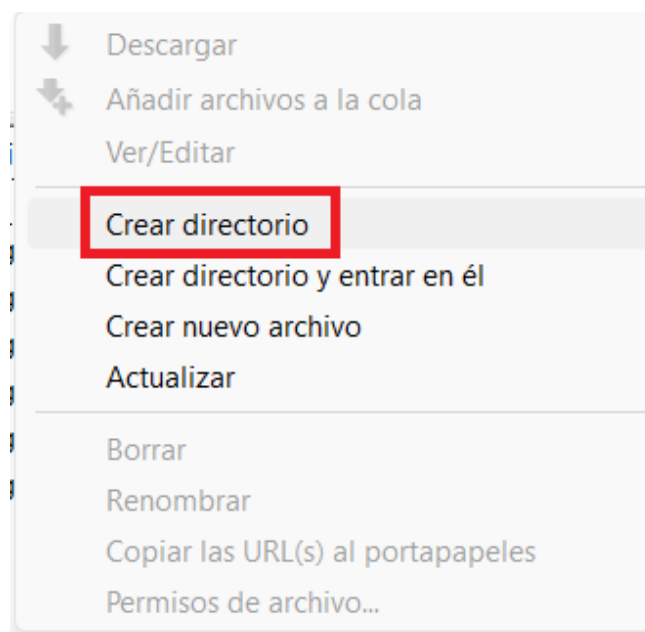 Descargar
Añadir archivos a la cola
Ver/Editar
Crear directorio
Crear directorio y entrar en él
Crear nuevo archivo
Actualizar
Borrar
Renombrar
Copiar las URL(s) al portapapeles
Permisos de archivo...